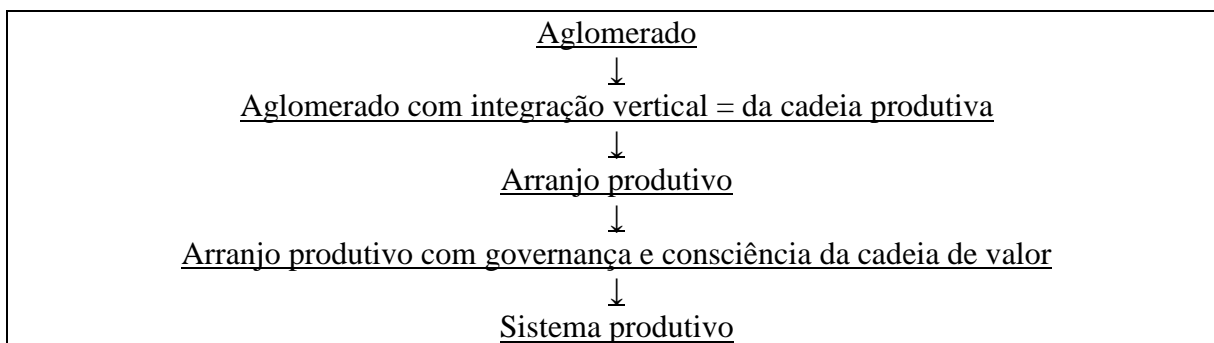 Aglomerado
↓
Aglomerado com integração vertical = da cadeia produtiva
↓
Arranjo produtivo
↓
Arranjo produtivo com governança e consciência da cadeia de valor
↓
Sistema produtivo